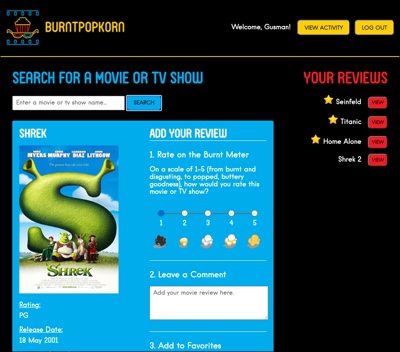 BURNTPOPKORN
Welcome, Gusman!
VIEW ACTIVITY
LOG OUT
SEARCH FOR A MOVIE OR TV SHOW
Enter a movie or tv show name...
SEARCH
YOUR REVIEWS
Seinfeld VIEW
Titanic VIEW
Home Alone VIEW
Shrek 2 VIEW
SHREK
MYERS MURPHY DIAZ LITHGOW
SHREK
Rating:
PG
Release Date:
18 May 2001
ADD YOUR REVIEW
1. Rate on the Burnt Meter
On a scale of 1-5 (from burnt and
disgusting, to popped, buttery
goodness), how would you rate this
movie or TV show?
1 2 3 4 5
2. Leave a Comment
Add your movie review here.
3. Add to Favorites